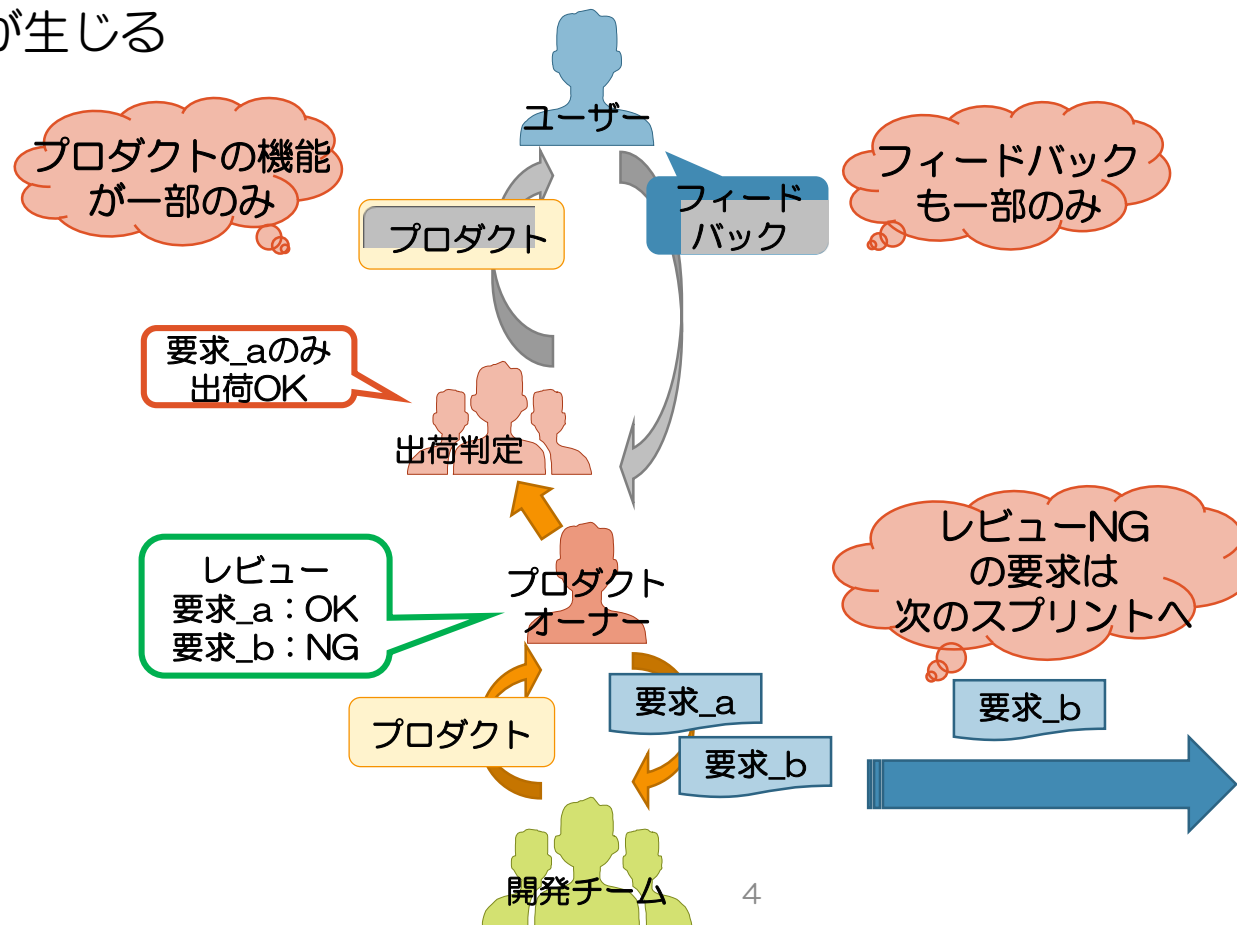 が生じる
ユーザー
プロダクトの機能
が一部のみ
フィードバック
も一部のみ
プロダクト
フィード
バック
要求_aのみ
出荷OK
出荷判定
レビュー
要求_a：OK
要求_b：NG
プロダクト
オーナー
レビューNG
の要求は
次のスプリントへ
プロダクト
要求_a
要求_b
要求_b
開発チーム
4